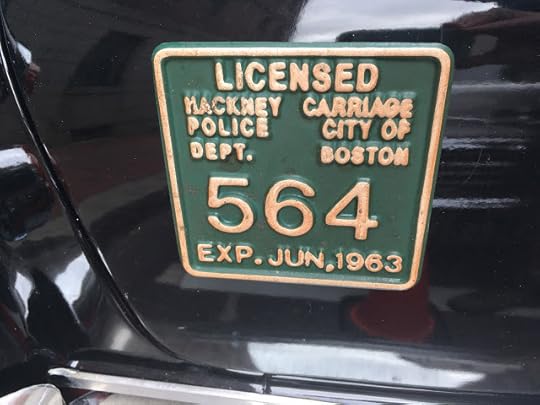 LICENSED
HACKNEY CARRIAGE
POLICE CITY OF
DEPT. BOSTON
564
EXP. JUN, 1963